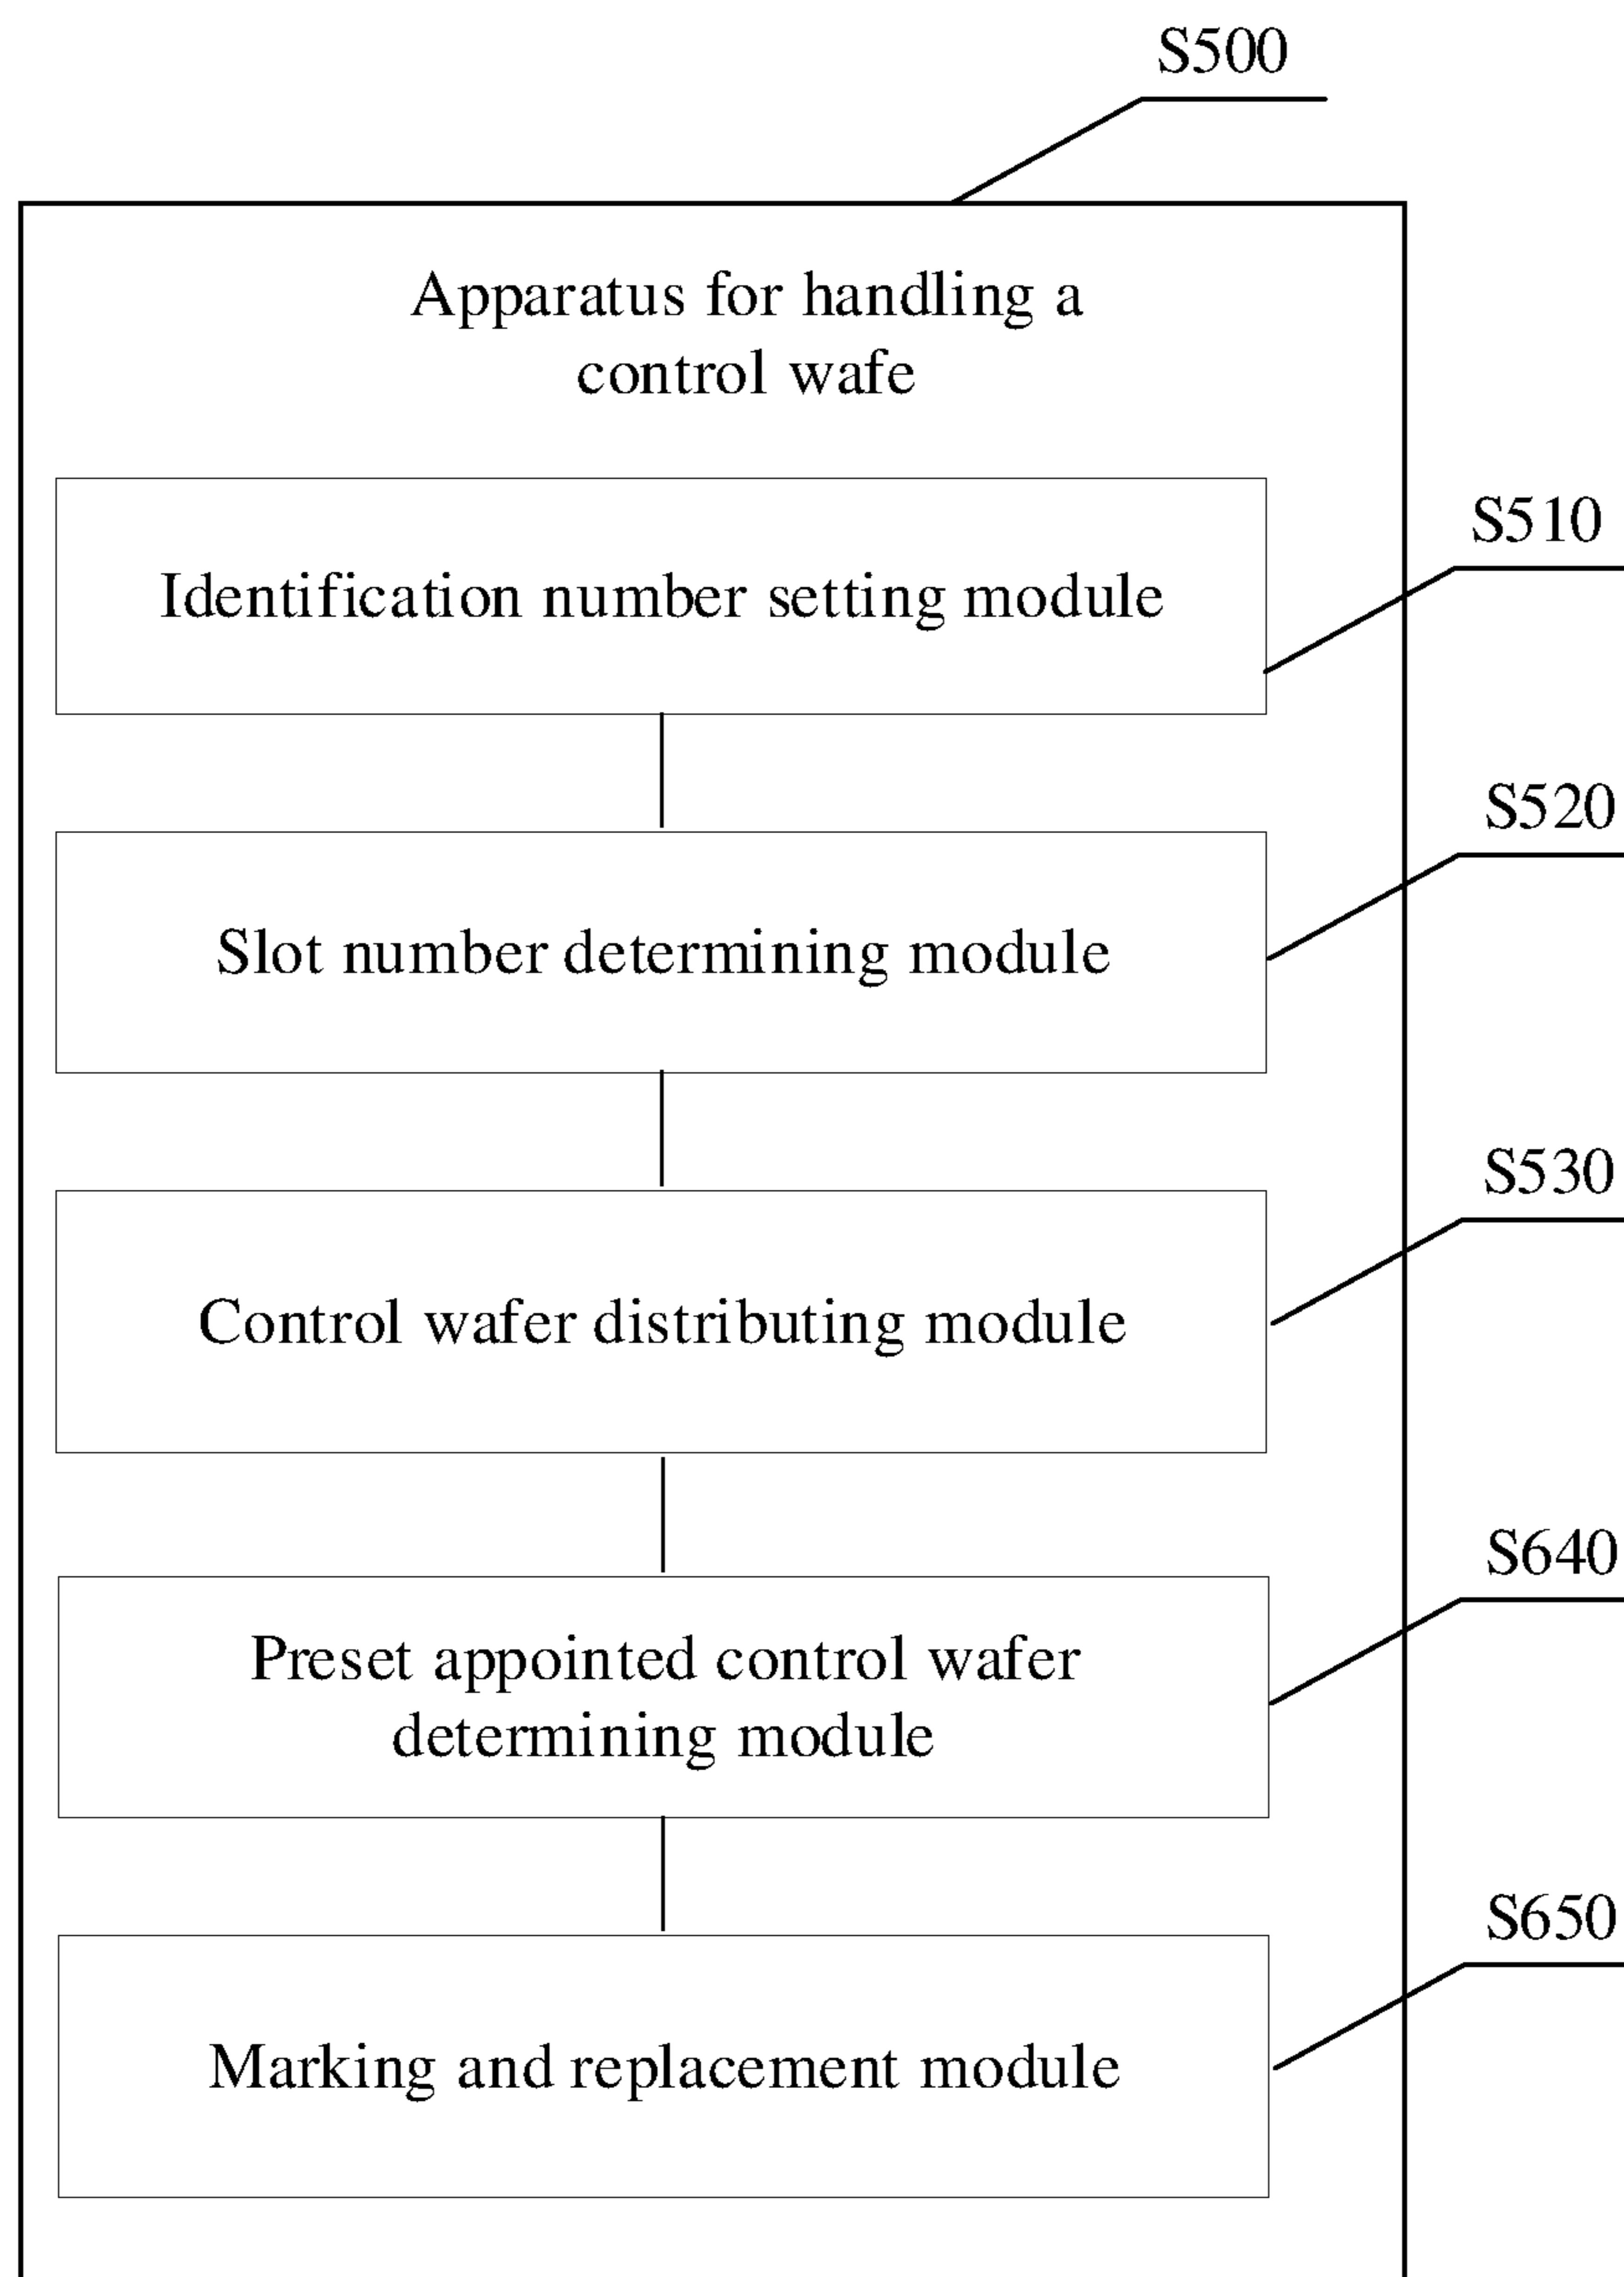 S500
Apparatus for handling a
control wafe
S510
Identification number setting module
S520
Slot number determining module
S530
Control wafer distributing module
S640
Preset appointed control wafer
determining module
S650
Marking and replacement module